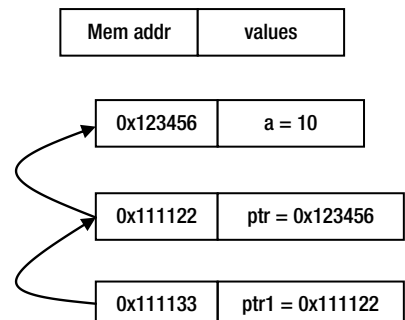 Mem addr values
0x123456 a = 10
0x111122 ptr = 0x123456
0x111133 ptr1 = 0x111122